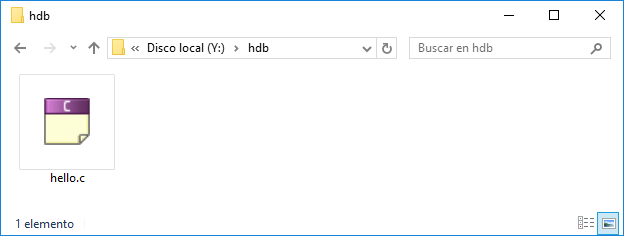 hdb
« Disco local (Y:) > hdb
Buscar en hdb
C
hello.c
1 elemento